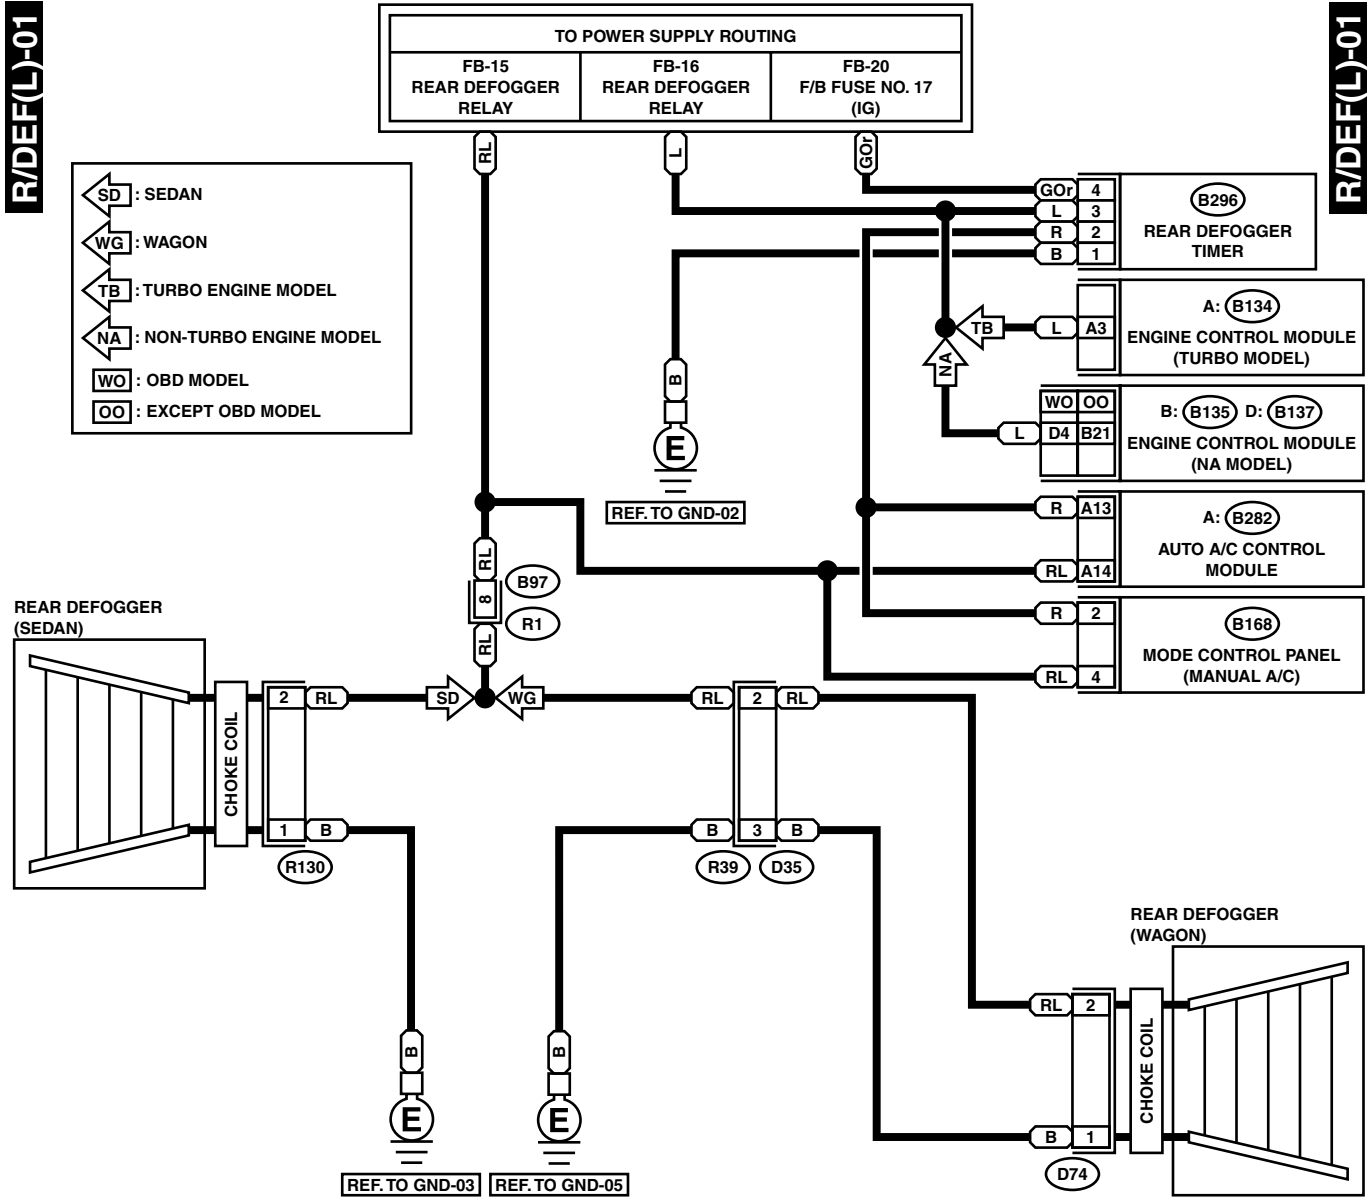 R/DEF(L)-01
R/DEF(L)-01
TO POWER SUPPLY ROUTING
FB-15
REAR DEFOGGER
RELAY
FB-16
REAR DEFOGGER
RELAY
FB-20
F/B FUSE NO. 17
(IG)
RL
L
GOr
SD : SEDAN
WG : WAGON
TB : TURBO ENGINE MODEL
NA : NON-TURBO ENGINE MODEL
WO : OBD MODEL
OO : EXCEPT OBD MODEL
GOr 4
L 3
R 2
B 1
B296
REAR DEFOGGER
TIMER
TB
L A3
A: B134
ENGINE CONTROL MODULE
(TURBO MODEL)
NA
WO OO
L D4 B21
B: B135 D: B137
ENGINE CONTROL MODULE
(NA MODEL)
B
E
REF. TO GND-02
R A13
RL A14
A: B282
AUTO A/C CONTROL
MODULE
RL
8
RL
B97
R1
R 2
RL 4
B168
MODE CONTROL PANEL
(MANUAL A/C)
REAR DEFOGGER
(SEDAN)
CHOKE COIL
2 RL
1 B
R130
SD
WG
RL 2 RL
B 3 B
R39
D35
B
E
REF. TO GND-03
B
E
REF. TO GND-05
REAR DEFOGGER
(WAGON)
RL 2
B 1
D74
CHOKE COIL